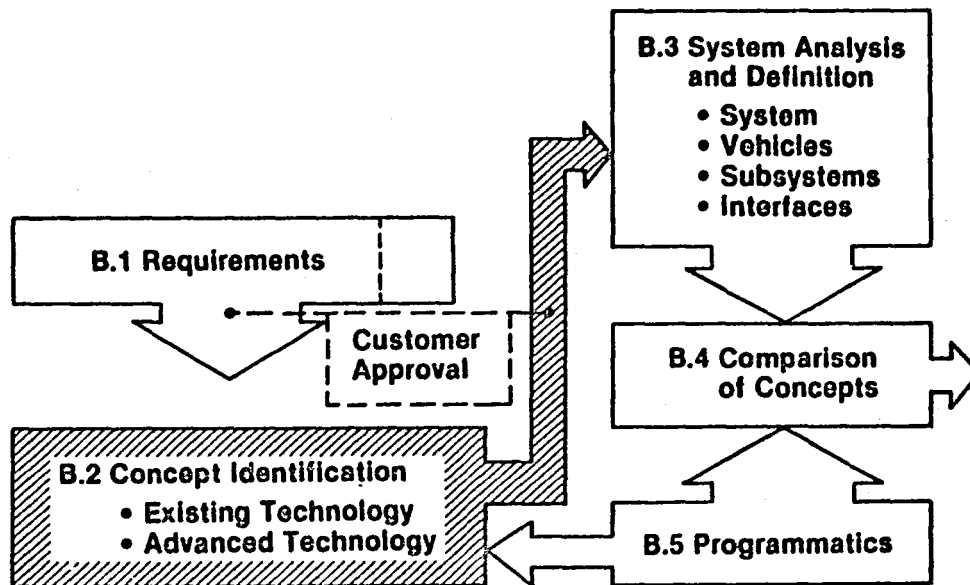 B.3 System Analysis
and Definition
• System
• Vehicles
• Subsystems
• Interfaces
B.1 Requirements
Customer
Approval
B.4 Comparison
of Concepts
B.2 Concept Identification
• Existing Technology
• Advanced Technology
B.5 Programmatics